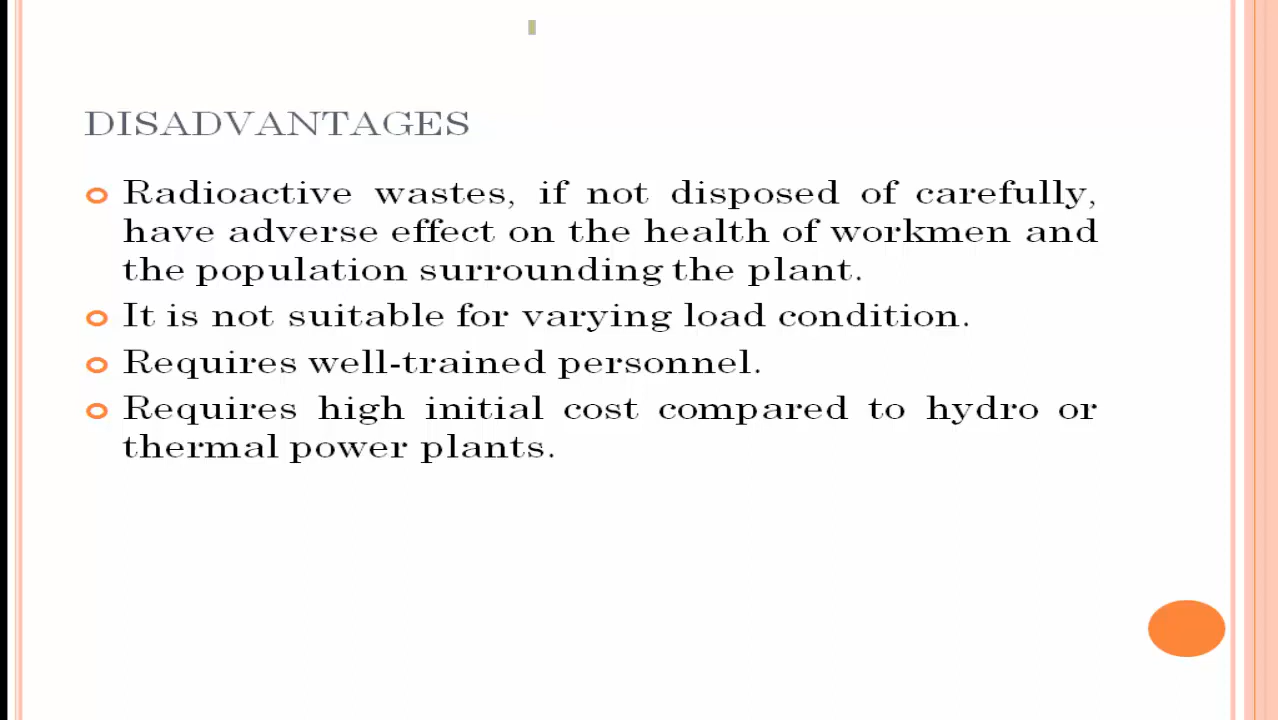 DISADVANTAGES
Radioactive wastes, if not disposed of carefully,
have adverse effect on the health of workmen and
the population surrounding the plant.
It is not suitable for varying load condition.
Requires well-trained personnel.
Requires high initial cost compared to hydro or
thermal power plants.